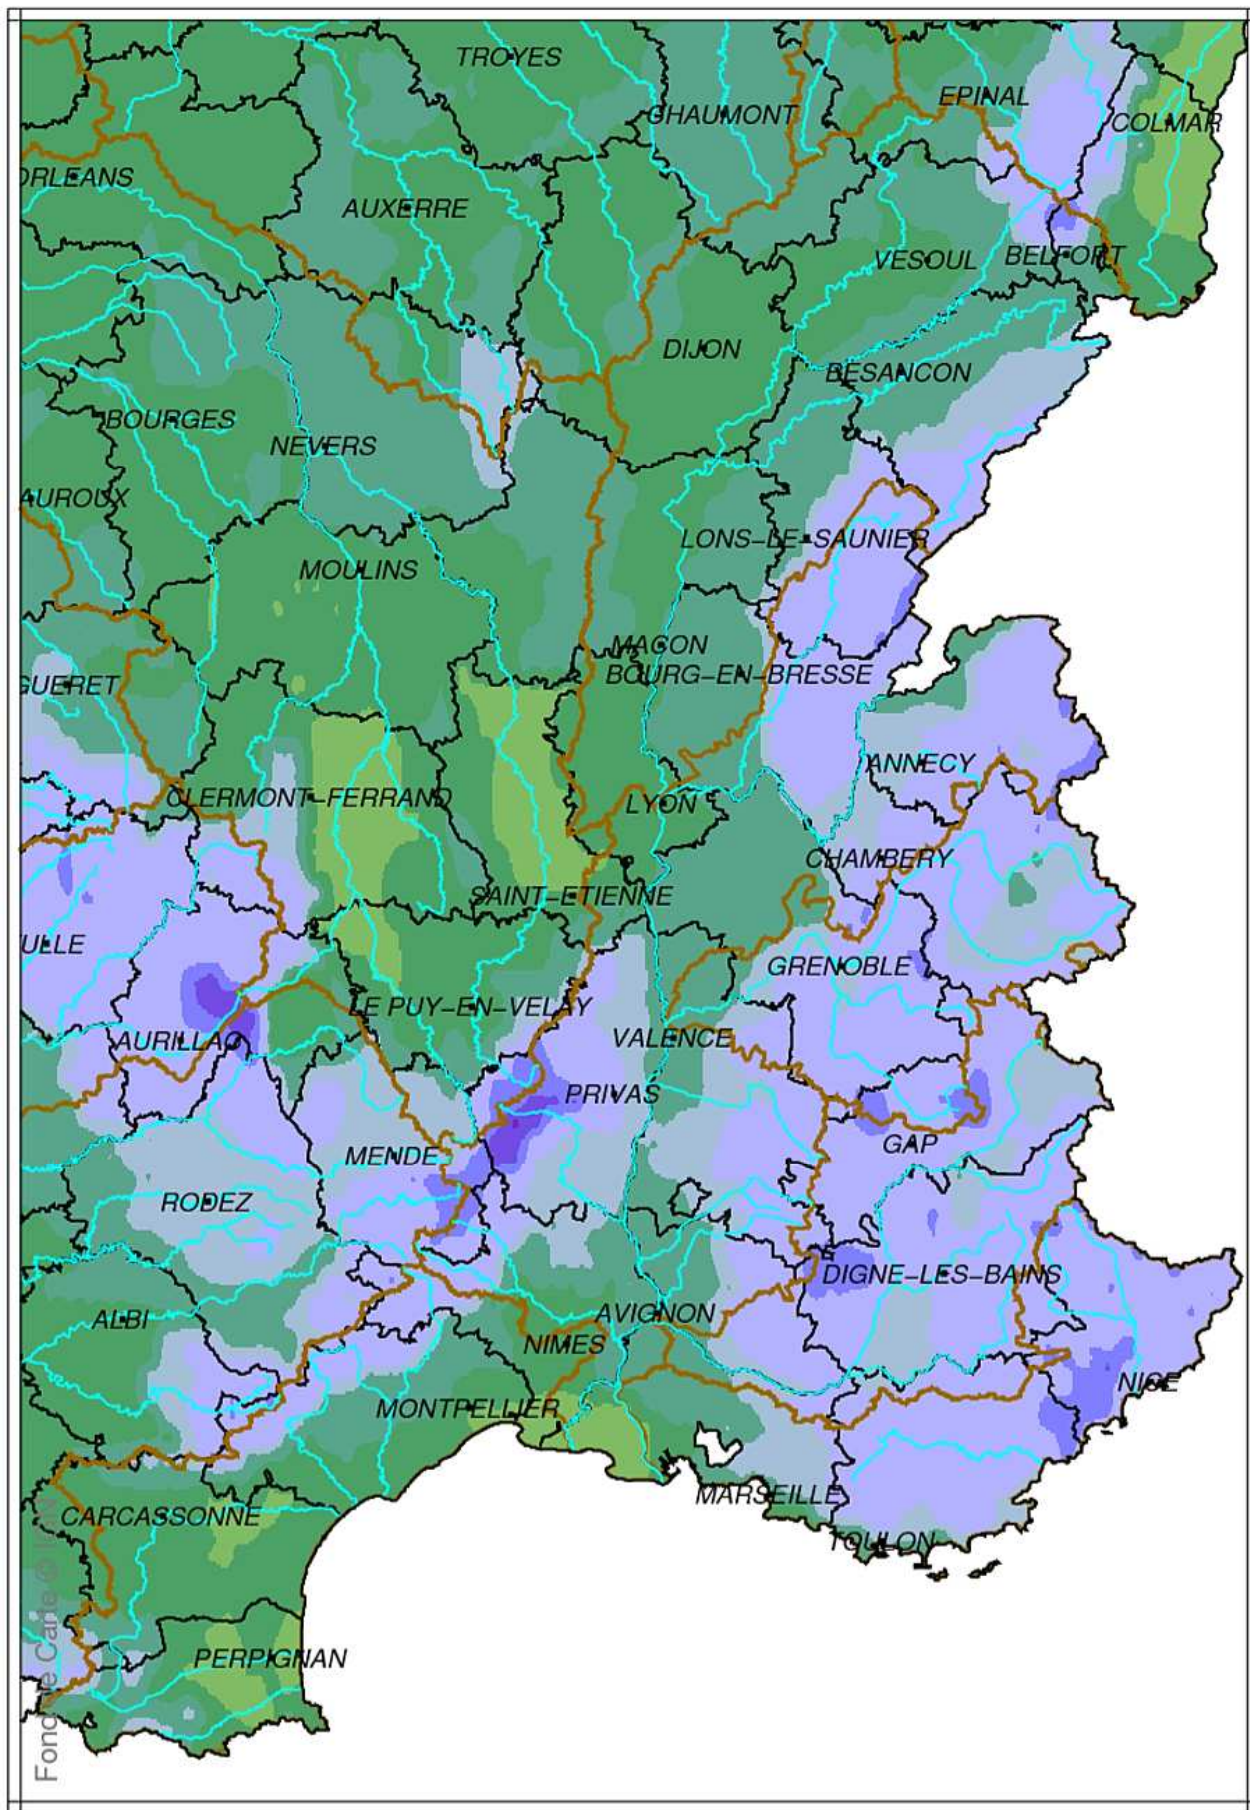 TROYES
EPINAL
CHAUMONT
COLMAR
ORLEANS
AUXERRE
VESOUL
BELFORT
DIJON
BESANCON
BOURGES
NEVERS
AUROUX
LONS-LE-SAUNIER
MOULINS
MACON
BOURG-EN-BRESSE
GUERET
ANNECY
CLERMONT-FERRAND
LYON
CHAMBERY
SAINT-ETIENNE
ULLE
GRENOBLE
LE PUY-EN-VELAY
AURILLAC
VALENCE
PRIVAS
GAP
MENDE
RODEZ
DIGNE-LES-BAINS
ALBI
AVIGNON
NIMES
NICE
MONTPELLIER
MARSEILLE
CARCASSONNE
TOULON
PERPIGNAN
Fond de Carte © IGN